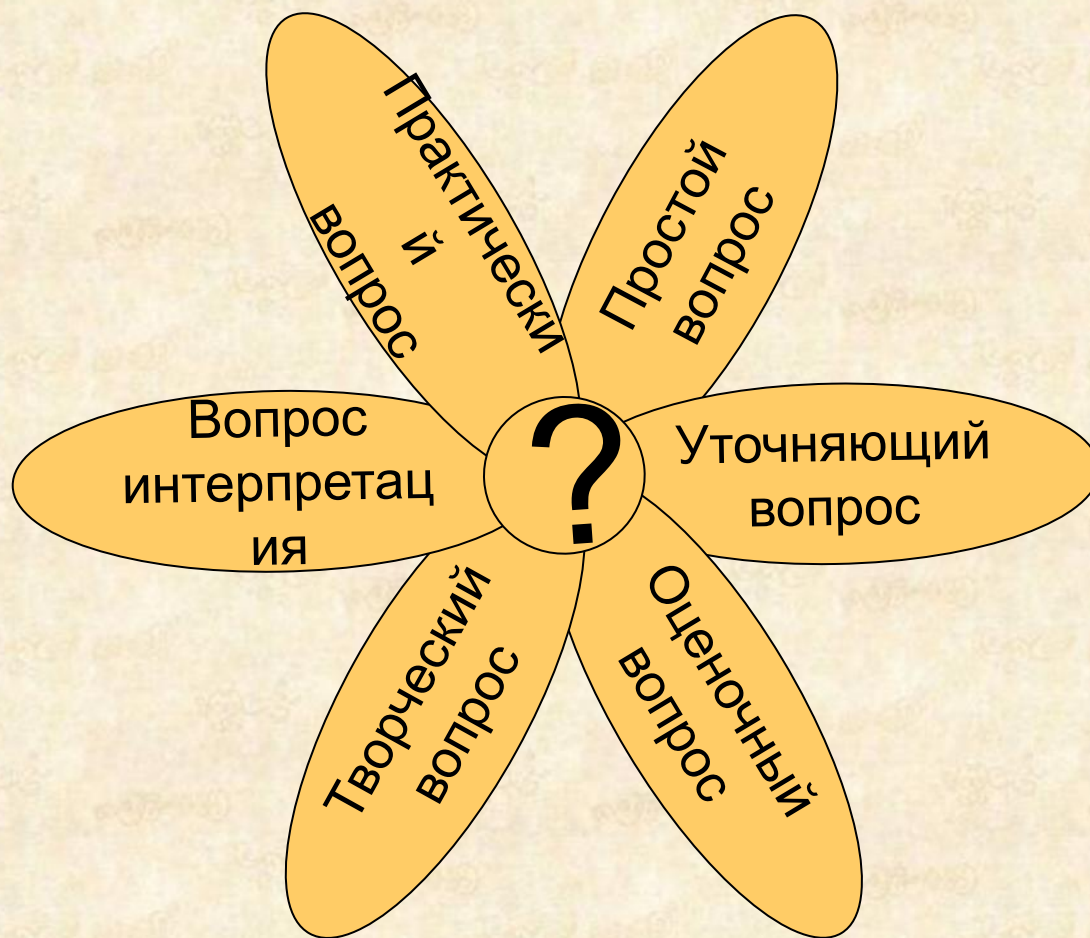 Практически
й
вопрос
Простой
вопрос
Вопрос
интерпретац
ия
?
Уточняющий
вопрос
Творческий
вопрос
Оценочный
вопрос